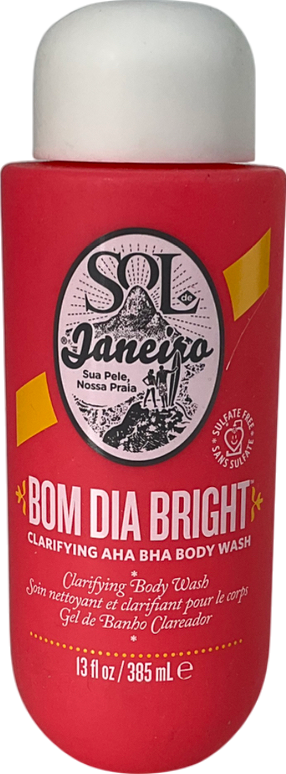 SOL
de
Janeiro
®
Sua Pele,
Nossa Praia
SULFATE FREE
SANS SULFATE
BOM DIA BRIGHT
CLARIFYING AHA BHA BODY WASH
Clarifying Body Wash
*
Soin nettoyant et clarifiant pour le corps
*
Gel de Banho Clareador
13 fl oz / 385 mL ℮